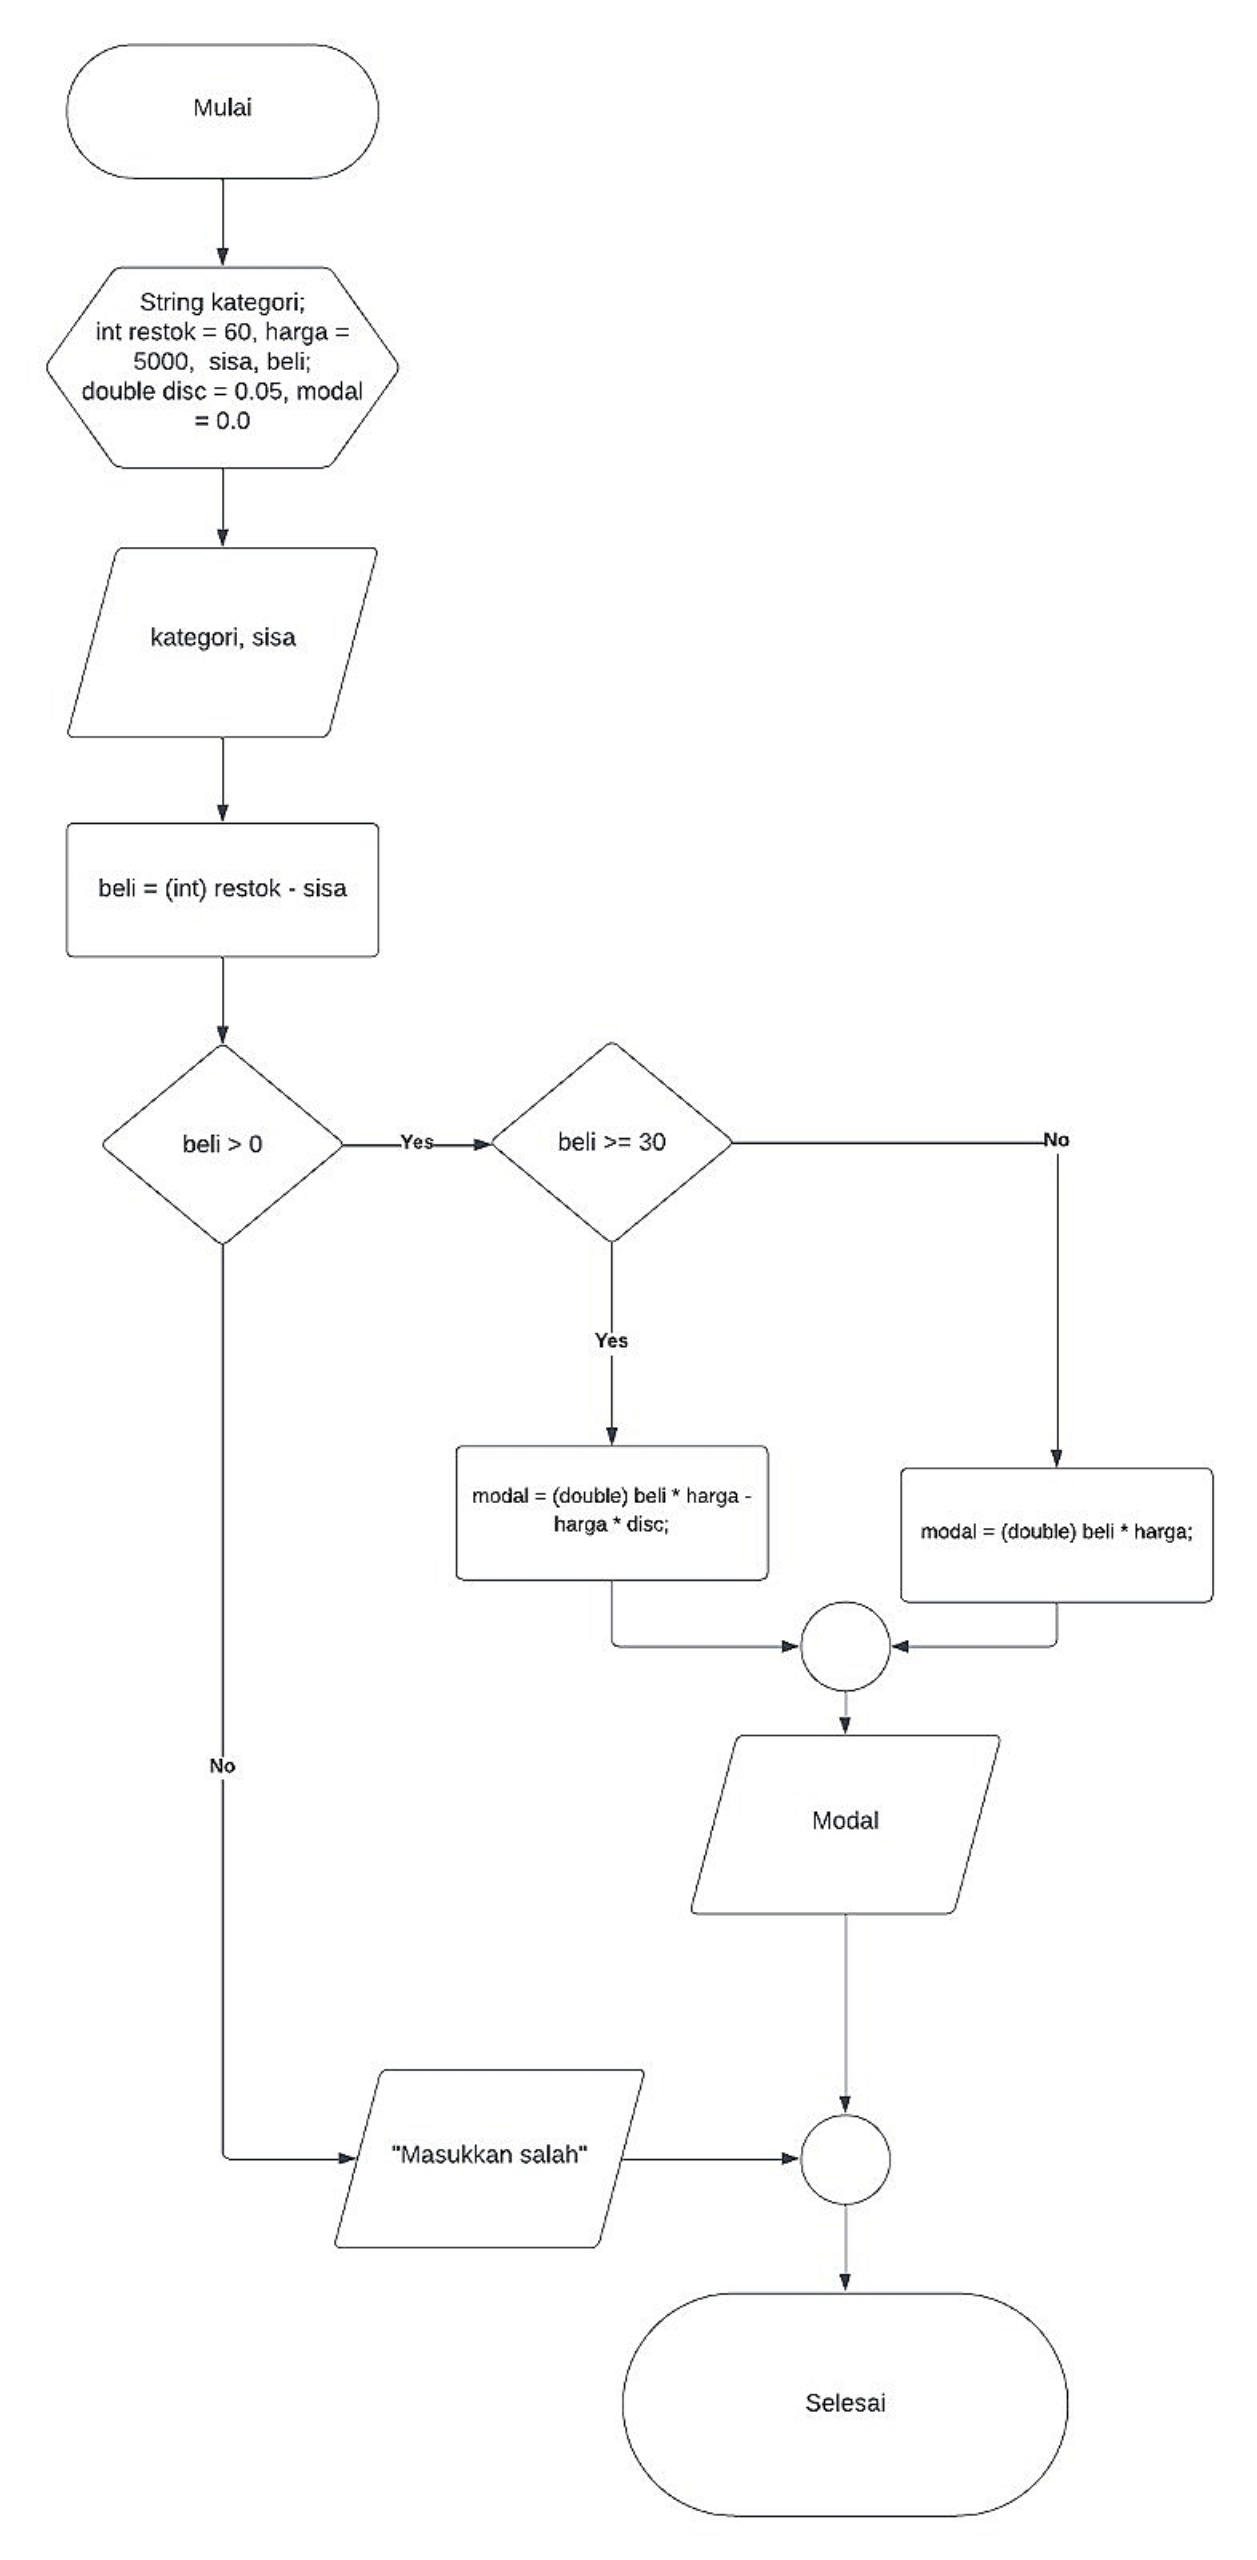 Mulai
String kategori;
int restok = 60, harga =
5000,  sisa, beli;
double disc = 0.05, modal
= 0.0
kategori, sisa
beli = (int) restok - sisa
beli > 0
Yes
beli >= 30
No
Yes
modal = (double) beli * harga -
harga * disc;
modal = (double) beli * harga;
No
Modal
"Masukkan salah"
Selesai